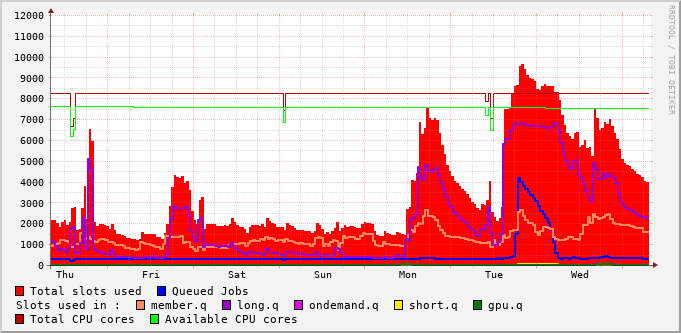 12000
11000
10000
9000
8000
7000
6000
5000
4000
3000
2000
1000
0
Thu Fri Sat Sun Mon Tue Wed
RRDTOOL / TOBI OETIKER
Total slots used Queued Jobs
Slots used in : member.q long.q ondemand.q short.q gpu.q
Total CPU cores Available CPU cores